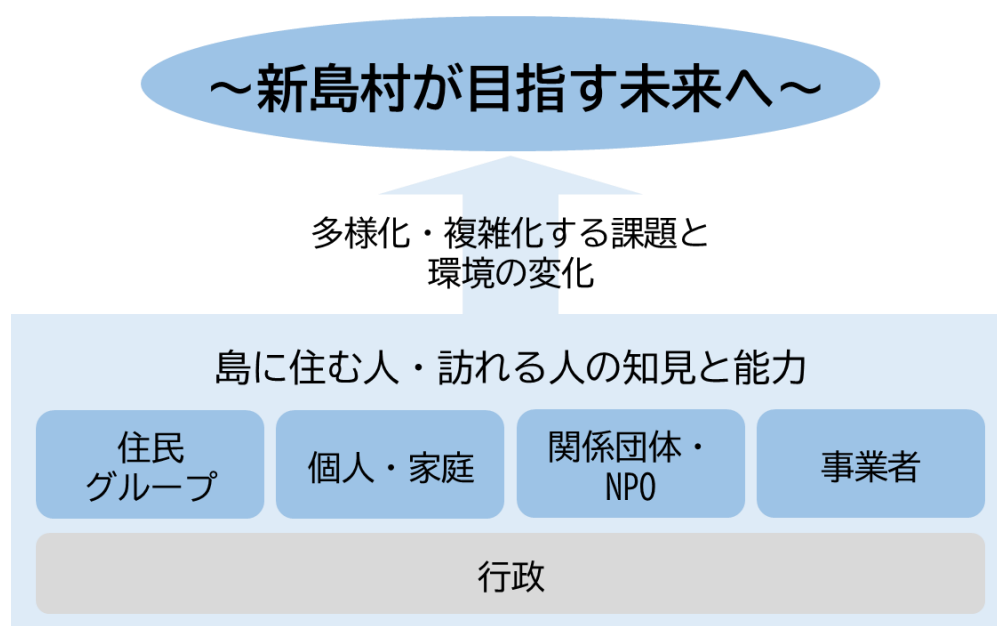 ～新島村が目指す未来へ～
多様化・複雑化する課題と
環境の変化
島に住む人・訪れる人の知見と能力
住民
グループ
個人・家庭
関係団体・
NPO
事業者
行政